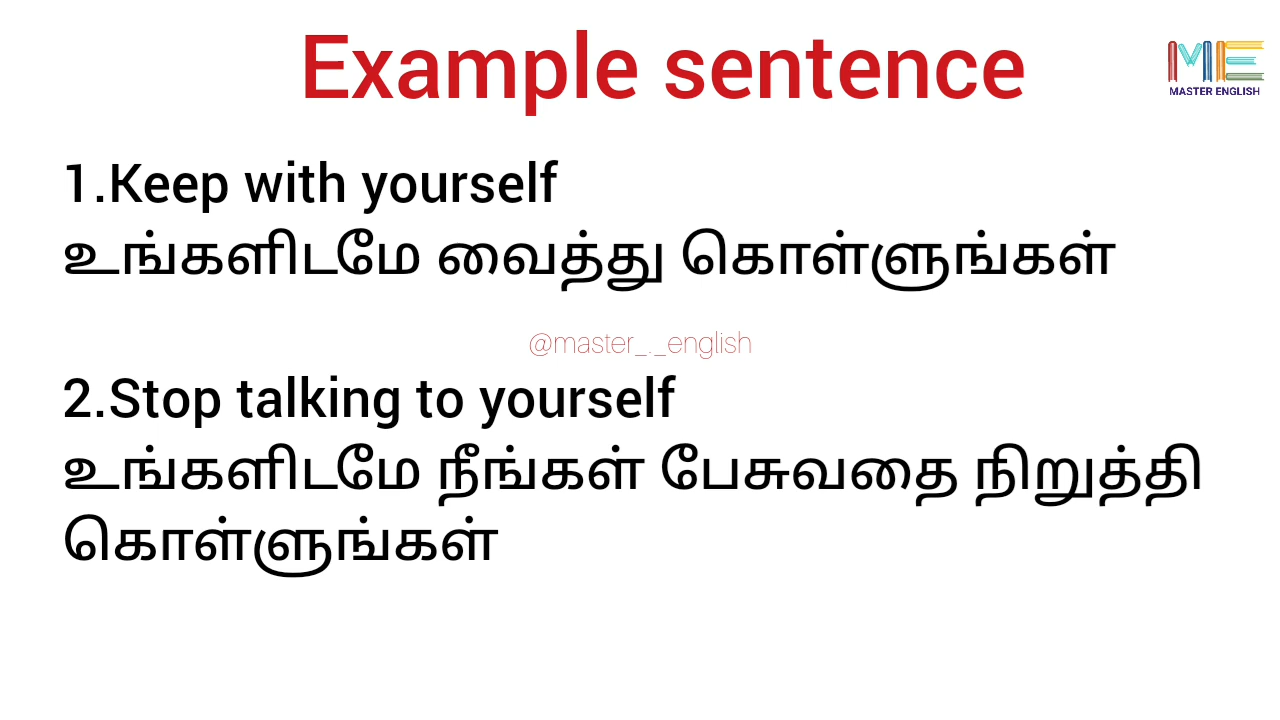 Example sentence
ME
MASTER ENGLISH
1.Keep with yourself
உங்களிடமே வைத்து கொள்ளுங்கள்
@master_._english
2.Stop talking to yourself
உங்களிடமே நீங்கள் பேசுவதை நிறுத்தி
கொள்ளுங்கள்